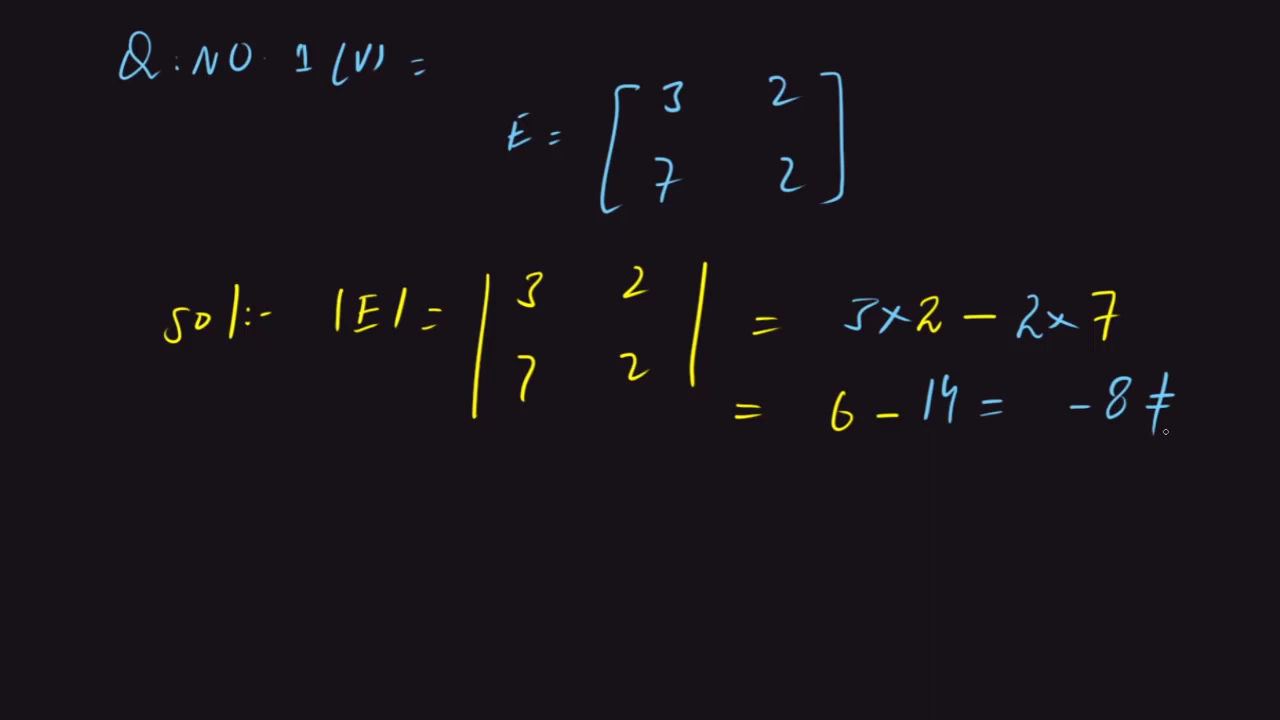 Q:NO. 1 (V) =
E = [ 3 2
7 2 ]
sol:- |E| = | 3 2 | = 3×2 – 2×7
7 2
= 6 – 14 = -8 ≠